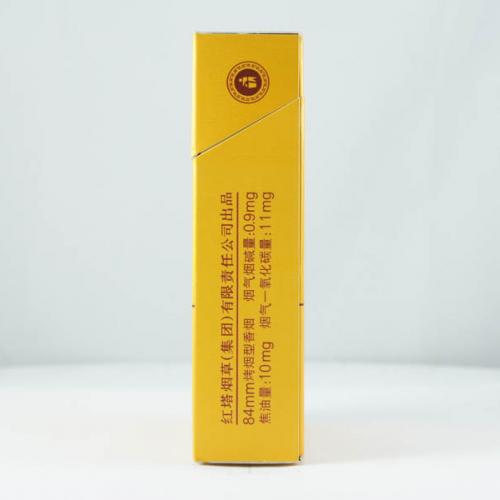 红塔烟草(集团)有限责任公司出品
84mm烤烟型香烟 烟气烟碱量:0.9mg
焦油量:10mg 烟气一氧化碳量:11mg